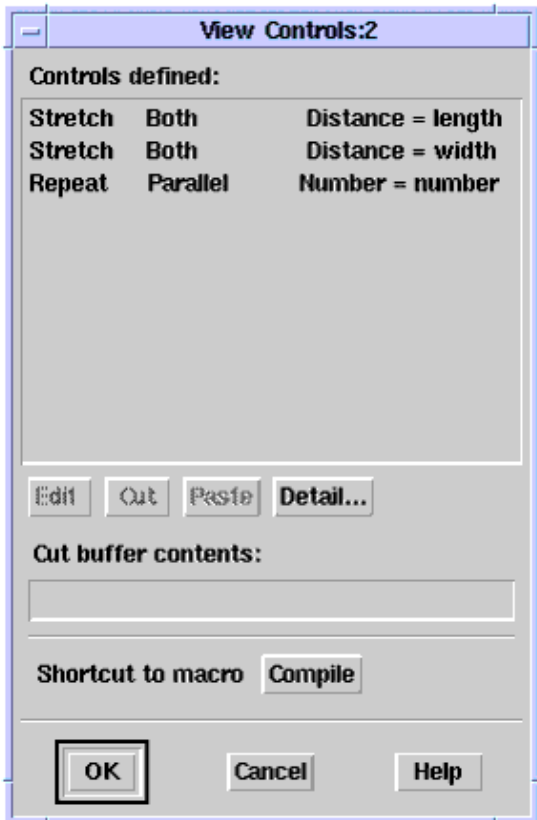 View Controls:2
Controls defined:
Stretch Both Distance = length
Stretch Both Distance = width
Repeat Parallel Number = number
Edit Cut Paste Detail...
Cut buffer contents:
Shortcut to macro Compile
OK Cancel Help